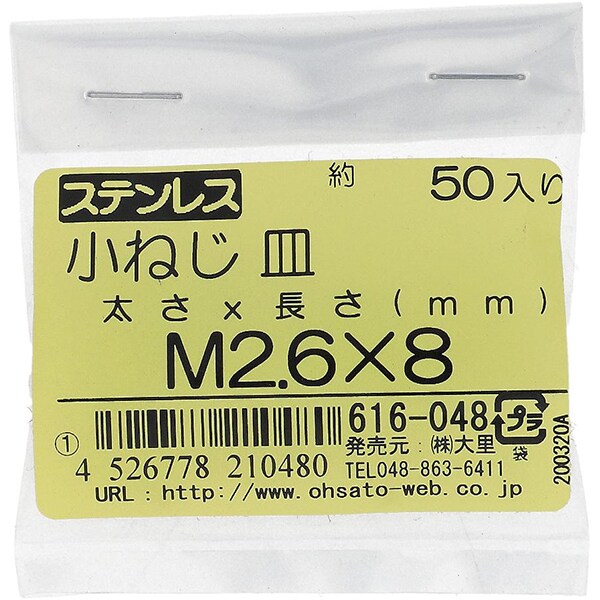 ステンレス 約 50入り
小ねじ 皿
太さx長さ(mm)
M2.6×8
616-048
プラ
袋
発売元：㈱大里
① 4 526778 210480 TEL048-863-6411
URL：http://www.ohsato-web.co.jp
200320A